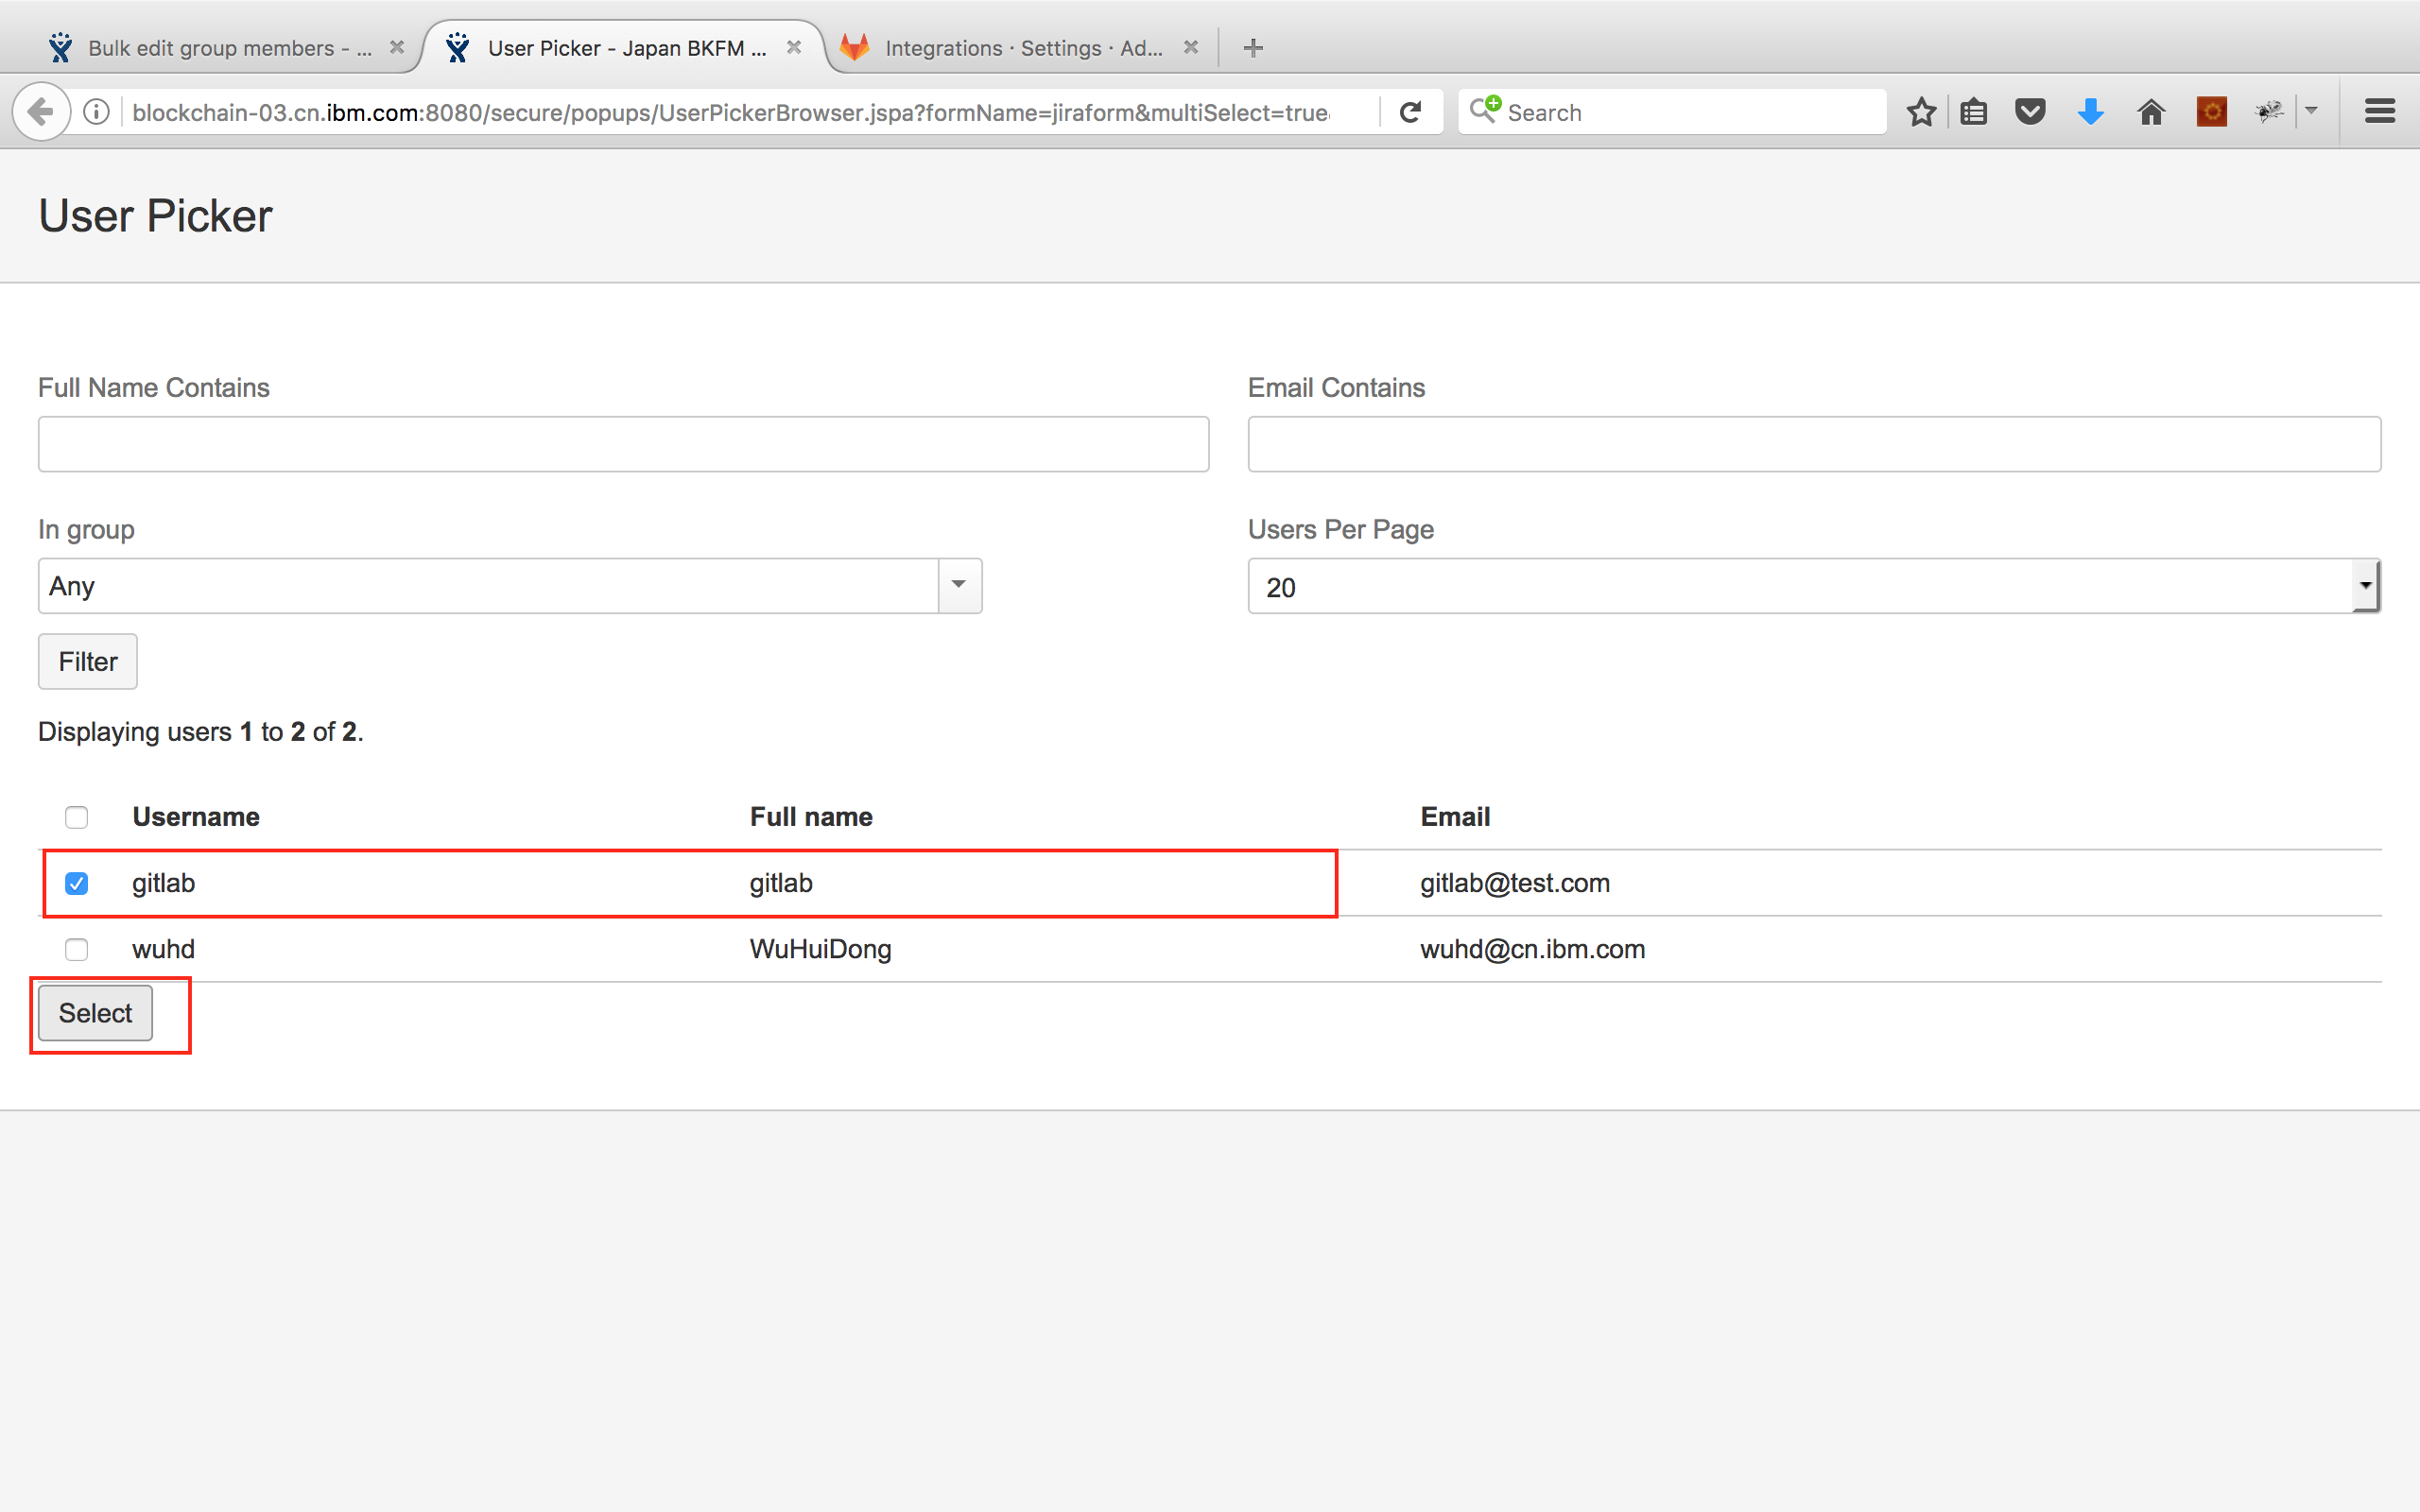 Bulk edit group members - ...
User Picker - Japan BKFM ...
Integrations · Settings · Ad...
blockchain-03.cn.ibm.com:8080/secure/popups/UserPickerBrowser.jspa?formName=jiraform&multiSelect=true
Search
User Picker
Full Name Contains
Email Contains
In group
Users Per Page
Any
20
Filter
Displaying users 1 to 2 of 2.
Username Full name Email
gitlab gitlab gitlab@test.com
wuhd WuHuiDong wuhd@cn.ibm.com
Select